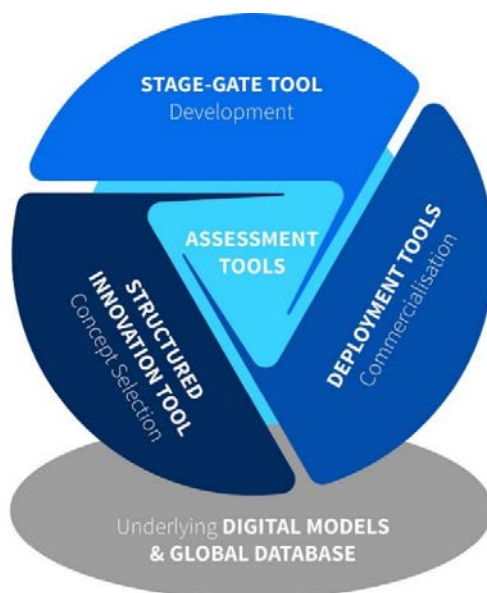 STAGE-GATE TOOL
Development
ASSESSMENT
TOOLS
DEPLOYMENT TOOLS
Commercialisation
STRUCTURED
INNOVATION TOOL
Concept Selection
Underlying DIGITAL MODELS
& GLOBAL DATABASE